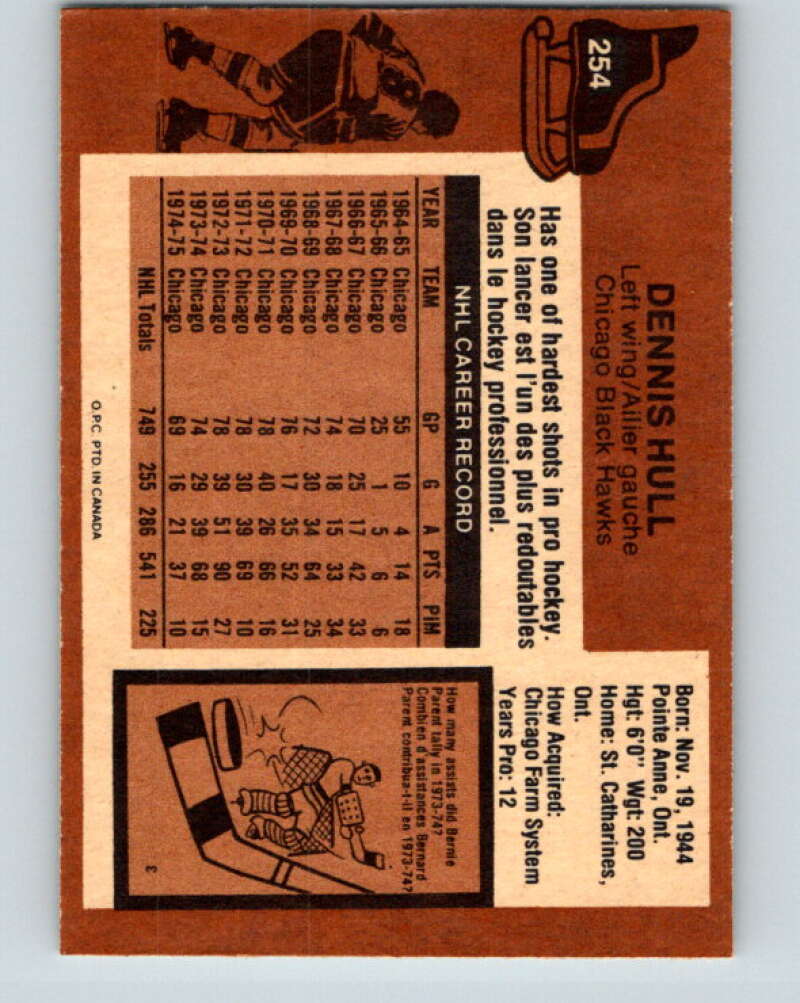 254
DENNIS HULL
Left wing/Ailier gauche
Chicago Black Hawks
Has one of hardest shots in pro hockey.
Son lancer est l'un des plus redoutables
dans le hockey professionnel.
NHL CAREER RECORD
YEAR TEAM GP G A PTS PIM
1964-65 Chicago 55 10 4 14 18
1965-66 Chicago 25 1 5 6 6
1966-67 Chicago 70 25 17 42 33
1967-68 Chicago 74 18 15 33 34
1968-69 Chicago 72 30 34 64 25
1969-70 Chicago 76 17 35 52 31
1970-71 Chicago 78 40 26 66 16
1971-72 Chicago 78 30 39 69 10
1972-73 Chicago 78 39 51 90 27
1973-74 Chicago 74 29 39 68 15
1974-75 Chicago 69 16 21 37 10
NHL Totals 749 255 286 541 225
O.P.C. PTD. IN CANADA
Born: Nov. 19, 1944
Pointe Anne, Ont.
Hgt: 6'0" Wgt: 200
Home: St. Catharines,
Ont.
How Acquired:
Chicago Farm System
Years Pro: 12
How many assists did Bernie
Parent tally in 1973-74?
Combien d'assistances Bernard
Parent contribua-t-il en 1973-74?
3
8